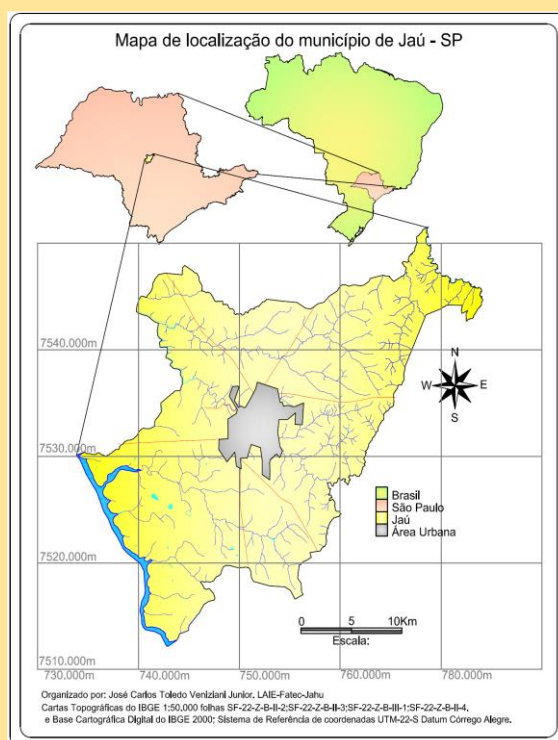 Mapa de localização do município de Jaú - SP
7540.000m
N
W E
S
7530.000m
Brasil
São Paulo
Jaú
Área Urbana
7520.000m
0 5 10Km
Escala:
7510.000m
730.000m 740.000m 750.000m 760.000m 780.000m
Organizado por: José Carlos Toledo Veniziani Junior, LAIE-Fatec-Jahu
Cartas Topográficas do IBGE 1:50,000 folhas SF-22-Z-B-II-2;SF-22-Z-B-II-3;SF-22-Z-B-III-1;SF-22-Z-B-II-4,
e Base Cartográfica Digital do IBGE 2000; Sistema de Referência de coordenadas UTM-22-S Datum Córrego Alegre.